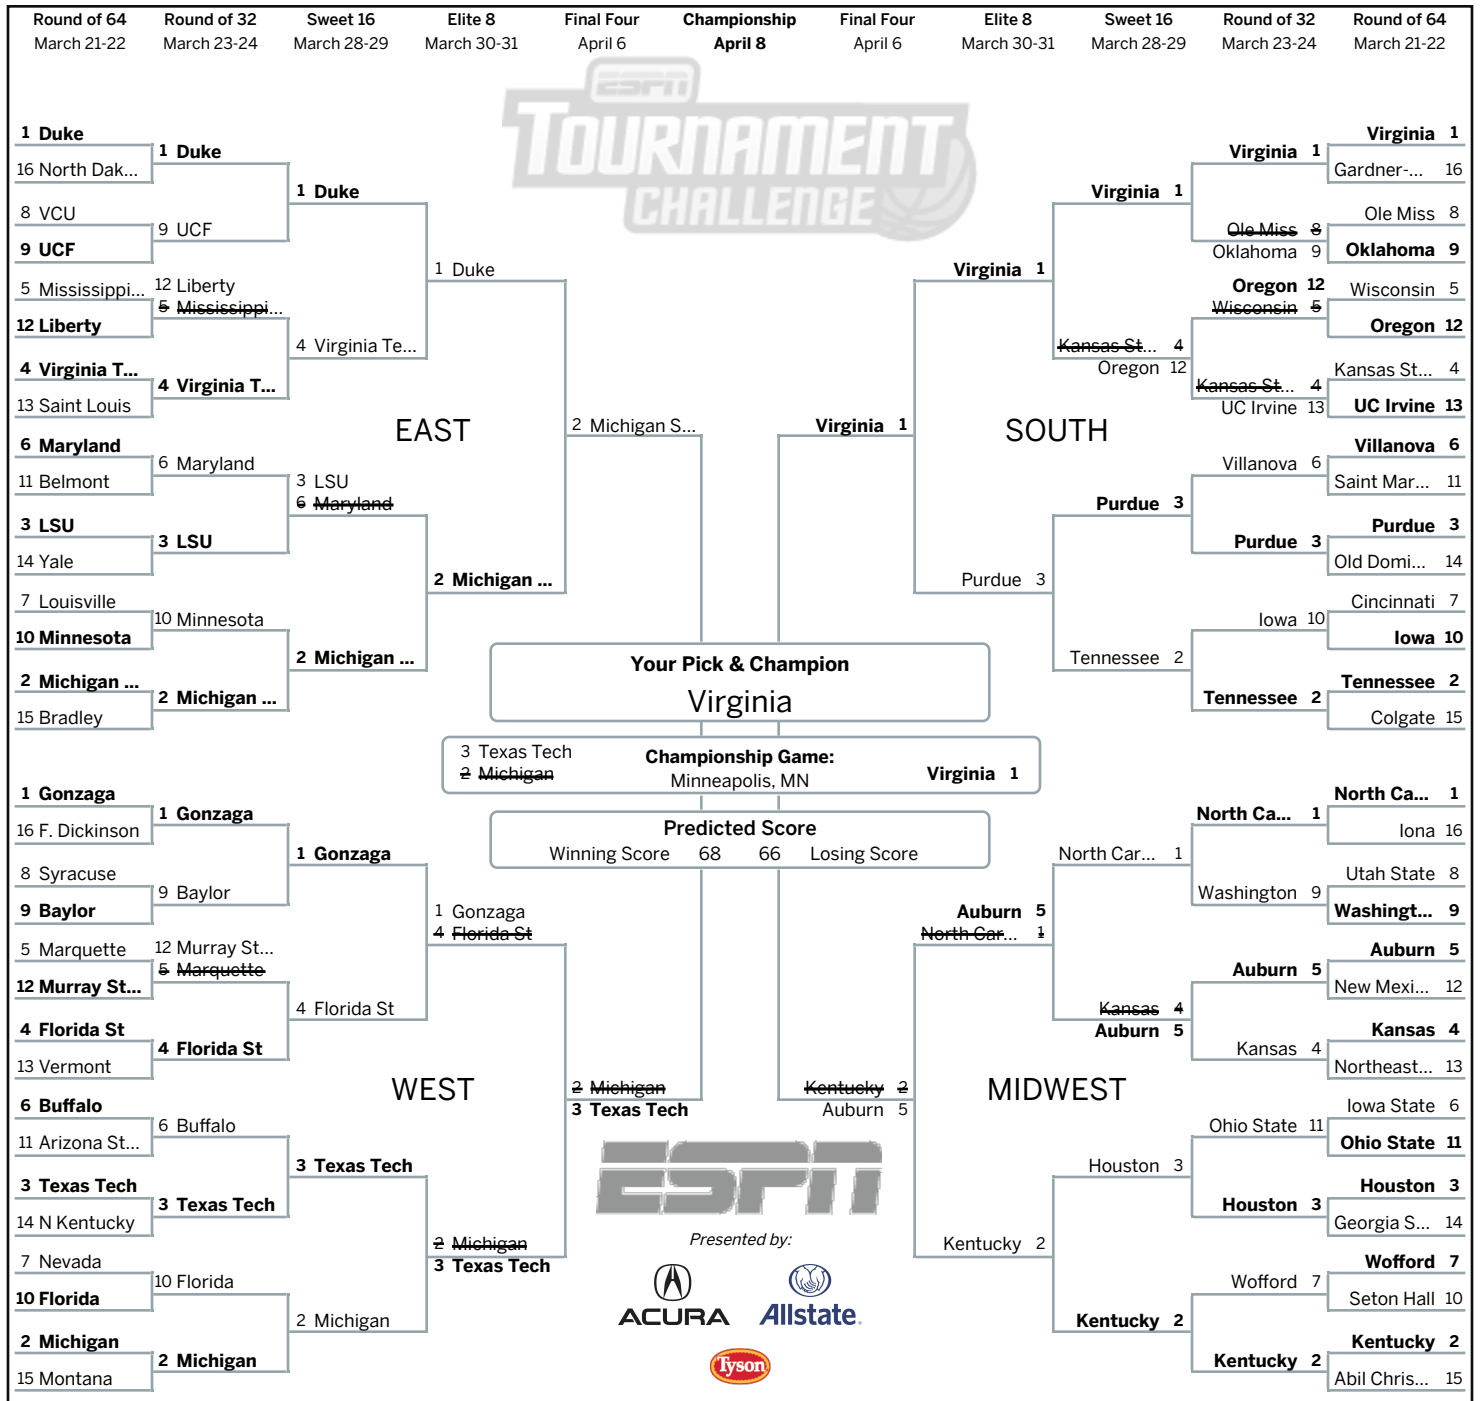 Round of 64 Round of 32 Sweet 16 Elite 8 Final Four Championship Final Four Elite 8 Sweet 16 Round of 32 Round of 64
March 21-22 March 23-24 March 28-29 March 30-31 April 6 April 8 April 6 March 30-31 March 28-29 March 23-24 March 21-22
ESPN
TOURNAMENT
CHALLENGE
1 Duke
16 North Dak...
8 VCU
9 UCF
5 Mississippi...
12 Liberty
4 Virginia T...
13 Saint Louis
6 Maryland
11 Belmont
3 LSU
14 Yale
7 Louisville
10 Minnesota
2 Michigan ...
15 Bradley
1 Duke
9 UCF
12 Liberty
5 Mississippi...
4 Virginia T...
6 Maryland
3 LSU
10 Minnesota
2 Michigan ...
1 Duke
4 Virginia Te...
3 LSU
6 Maryland
2 Michigan ...
1 Duke
2 Michigan ...
EAST
2 Michigan S...
1 Gonzaga
16 F. Dickinson
8 Syracuse
9 Baylor
5 Marquette
12 Murray St...
4 Florida St
13 Vermont
6 Buffalo
11 Arizona St...
3 Texas Tech
14 N Kentucky
7 Nevada
10 Florida
2 Michigan
15 Montana
1 Gonzaga
9 Baylor
12 Murray St...
5 Marquette
4 Florida St
6 Buffalo
3 Texas Tech
10 Florida
2 Michigan
1 Gonzaga
4 Florida St
3 Texas Tech
2 Michigan
1 Gonzaga
4 Florida St
2 Michigan
3 Texas Tech
WEST
2 Michigan
3 Texas Tech
Your Pick & Champion
Virginia
3 Texas Tech
2 Michigan
Championship Game:
Minneapolis, MN
Virginia 1
Predicted Score
Winning Score 68 66 Losing Score
Virginia 1
SOUTH
Virginia 1
Purdue 3
Virginia 1
Kansas St... 4
Oregon 12
Purdue 3
Tennessee 2
Virginia 1
Ole Miss 8
Oklahoma 9
Oregon 12
Wisconsin 5
Kansas St... 4
UC Irvine 13
Villanova 6
Purdue 3
Iowa 10
Tennessee 2
Virginia 1
Gardner-... 16
Ole Miss 8
Oklahoma 9
Wisconsin 5
Oregon 12
Kansas St... 4
UC Irvine 13
Villanova 6
Saint Mar... 11
Purdue 3
Old Domi... 14
Cincinnati 7
Iowa 10
Tennessee 2
Colgate 15
Kentucky 2
Auburn 5
MIDWEST
Auburn 5
North Car... 1
Kentucky 2
North Car... 1
Kansas 4
Auburn 5
Houston 3
Kentucky 2
North Ca... 1
Washington 9
Auburn 5
Kansas 4
Ohio State 11
Houston 3
Wofford 7
Kentucky 2
North Ca... 1
Iona 16
Utah State 8
Washingt... 9
Auburn 5
New Mexi... 12
Kansas 4
Northeast... 13
Iowa State 6
Ohio State 11
Houston 3
Georgia S... 14
Wofford 7
Seton Hall 10
Kentucky 2
Abil Chris... 15
ESPN
Presented by:
ACURA
Allstate.
Tyson